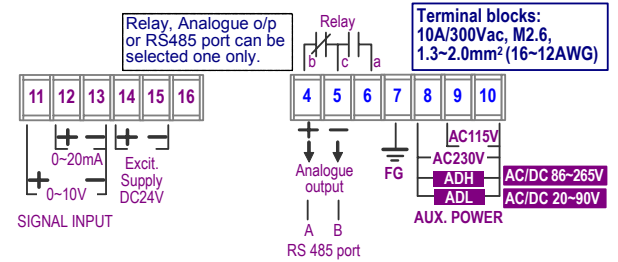 Relay, Analogue o/p
or RS485 port can be
selected one only.
Relay
b c a
Terminal blocks:
10A/300Vac, M2.6,
1.3~2.0mm² (16~12AWG)
11 12 13 14 15 16
4 5 6 7 8 9 10
+ − + −
0~20mA
+ −
0~10V
SIGNAL INPUT
Excit.
Supply
DC24V
+ −
Analogue
output
A B
RS 485 port
FG
AC115V
AC230V
ADH AC/DC 86~265V
ADL AC/DC 20~90V
AUX. POWER